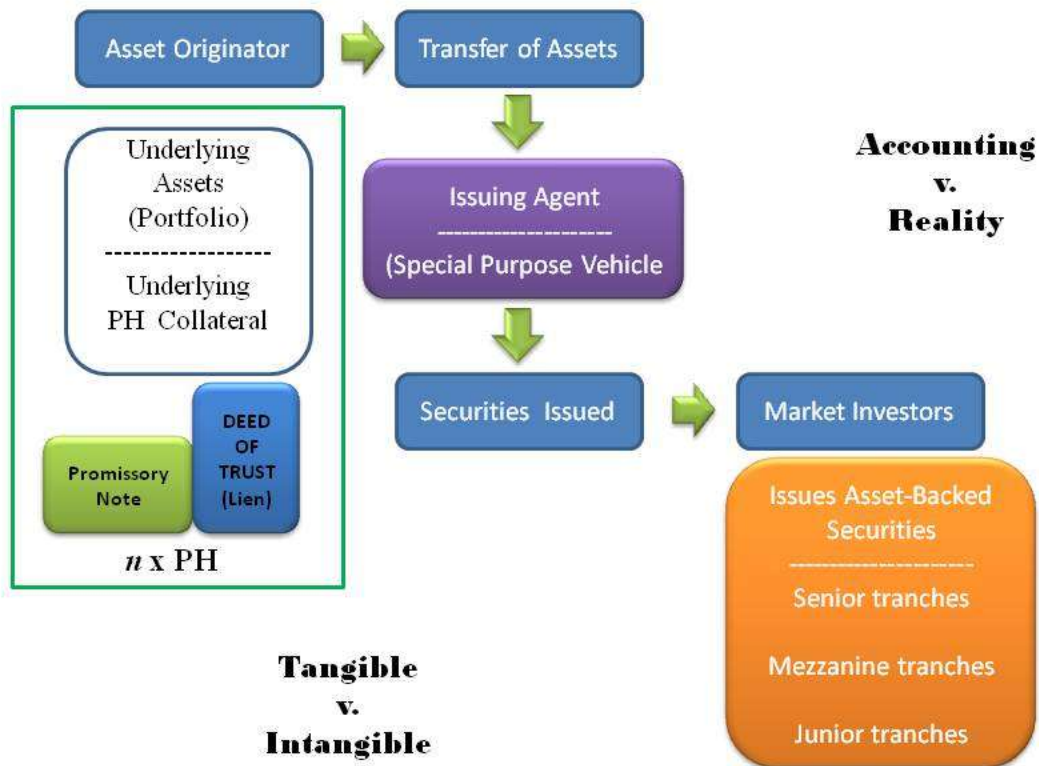 Asset Originator
Transfer of Assets
Underlying
Assets
(Portfolio)
------------------
Underlying
PH Collateral
Promissory
Note
DEED
OF
TRUST
(Lien)
n x PH
Issuing Agent
---------------------
(Special Purpose Vehicle
Accounting
v.
Reality
Securities Issued
Market Investors
Issues Asset-Backed
Securities
----------------------
Senior tranches
Mezzanine tranches
Junior tranches
Tangible
v.
Intangible